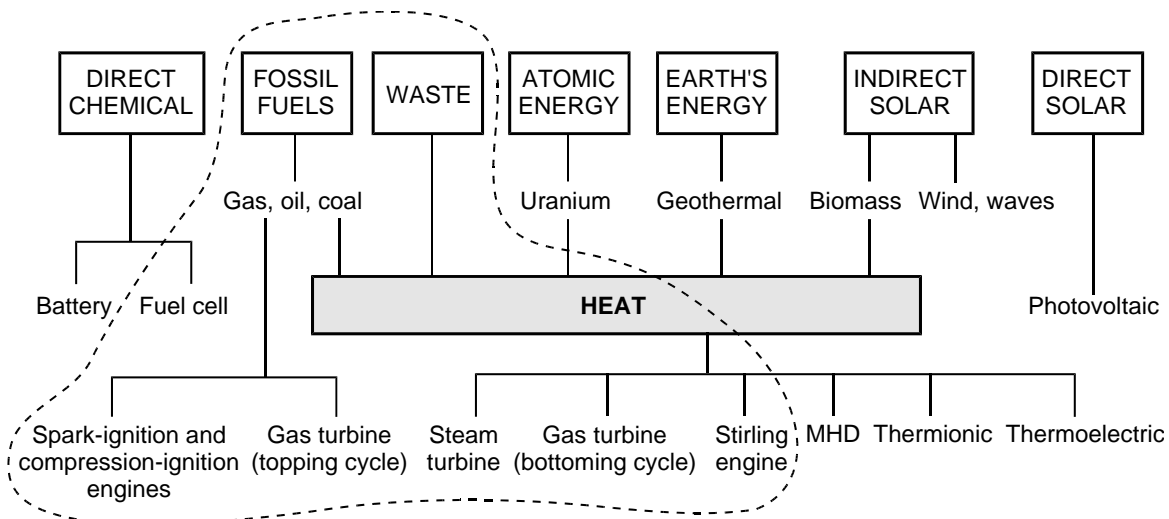 DIRECT
CHEMICAL
FOSSIL
FUELS
WASTE
ATOMIC
ENERGY
EARTH'S
ENERGY
INDIRECT
SOLAR
DIRECT
SOLAR
Gas, oil, coal
Uranium
Geothermal
Biomass
Wind, waves
Battery
Fuel cell
HEAT
Photovoltaic
Spark-ignition and
compression-ignition
engines
Gas turbine
(topping cycle)
Steam
turbine
Gas turbine
(bottoming cycle)
Stirling
engine
MHD
Thermionic
Thermoelectric